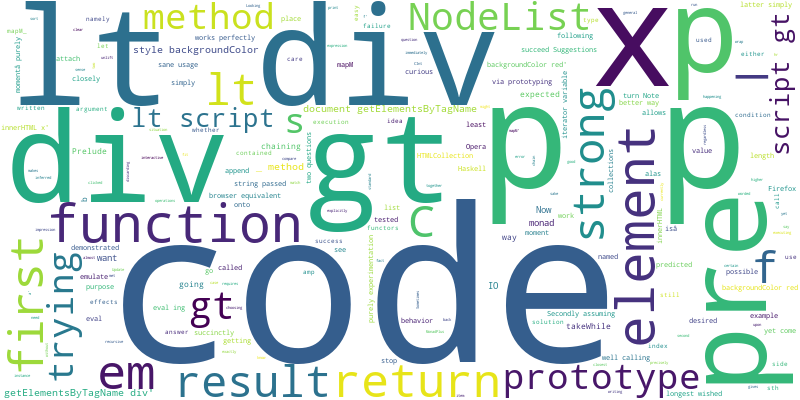 lt
div
method
NodeList
x
p
script gt
momentâ purely
namely
works perfectly
place
easy
failure
type
following
succeed Suggestions
latter simply
either
used
attach
let
style backgroundColor
care
mapM
backgroundColor red'
closely
sane usage
simply
curious
via prototyping
turn Note
better way
written
argument
lt
document getElementsByTagName
expected
allows
innerHTML x'
lt script
s
execution
iterator variable
condition
div
gt
p
strong
p
l
idea
least
whether
chaining
Opera
string passed
two questions
HTMLCollection
collections
value
length
Prelude
method
contained
append
Haskell
alas
Firefox
browser equivalent
list
together
call
onto
tested
functors
Now
moment
work
function
C
monad
way
element
innerHTML
isâ
pre
demonstrated
want
success
see
named
predicted
possible
f
use
code
first
trying
emulate
called
going
go
amp
IO
Secondly assuming
still
backgroundColor red
purpose
gt
behavior
solution
takeWhile
desired
example
yet come
effects
eval ing
purely experimentation
index
eval
answer
succinctly
getting
stop
well calling
side
em
result
return
prototype
getElementsByTagName div'
longest wished
sth